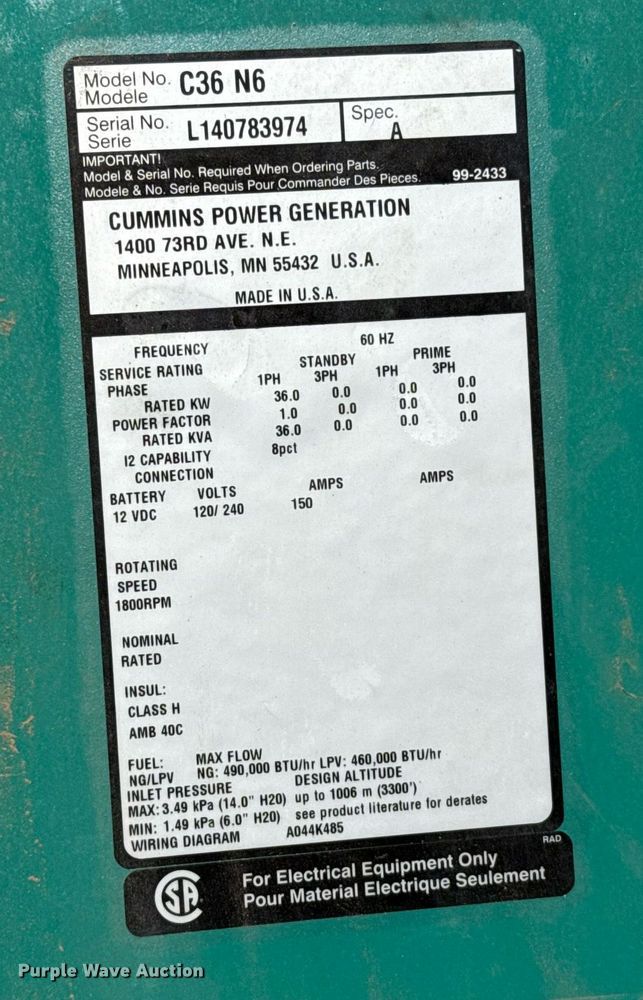 Model No. C36 N6
Modele
Serial No. L140783974 Spec. A
Serie
IMPORTANT!
Model & Serial No. Required When Ordering Parts.
Modele & No. Serie Requis Pour Commander Des Pieces. 99-2433
CUMMINS POWER GENERATION
1400 73RD AVE. N.E.
MINNEAPOLIS, MN 55432 U.S.A.
MADE IN U.S.A.
FREQUENCY 60 HZ
SERVICE RATING STANDBY PRIME
PHASE 1PH 3PH 1PH 3PH
RATED KW 36.0 0.0 0.0 0.0
POWER FACTOR 1.0 0.0 0.0 0.0
RATED KVA 36.0 0.0 0.0 0.0
I2 CAPABILITY 8pct
CONNECTION
BATTERY VOLTS AMPS AMPS
12 VDC 120/ 240 150
ROTATING
SPEED
1800RPM
NOMINAL
RATED
INSUL:
CLASS H
AMB 40C
FUEL: MAX FLOW
NG/LPV NG: 490,000 BTU/hr LPV: 460,000 BTU/hr
INLET PRESSURE DESIGN ALTITUDE
MAX: 3.49 kPa (14.0" H20) up to 1006 m (3300')
MIN: 1.49 kPa (6.0" H20) see product literature for derates
WIRING DIAGRAM A044K485
RAD
CSA
For Electrical Equipment Only
Pour Material Electrique Seulement
Purple Wave Auction